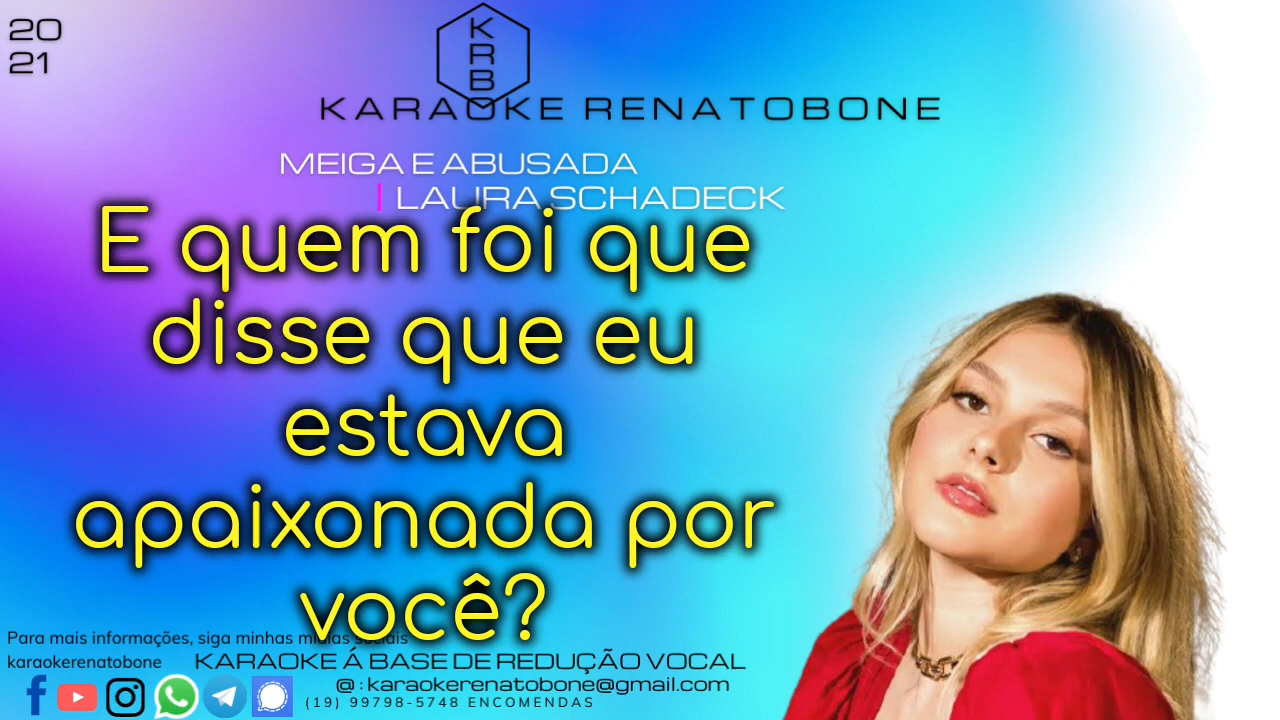 20
21
K
R
B
KARAOKE RENATOBONE
MEIGA E ABUSADA
| LAURA SCHADECK
E quem foi que
disse que eu
estava
apaixonada por
você?
Para mais informações, siga minhas mídias sociais
karaokerenatobone
KARAOKE Á BASE DE REDUÇÃO VOCAL
@ : karaokerenatobone@gmail.com
(19) 99798-5748 ENCOMENDAS